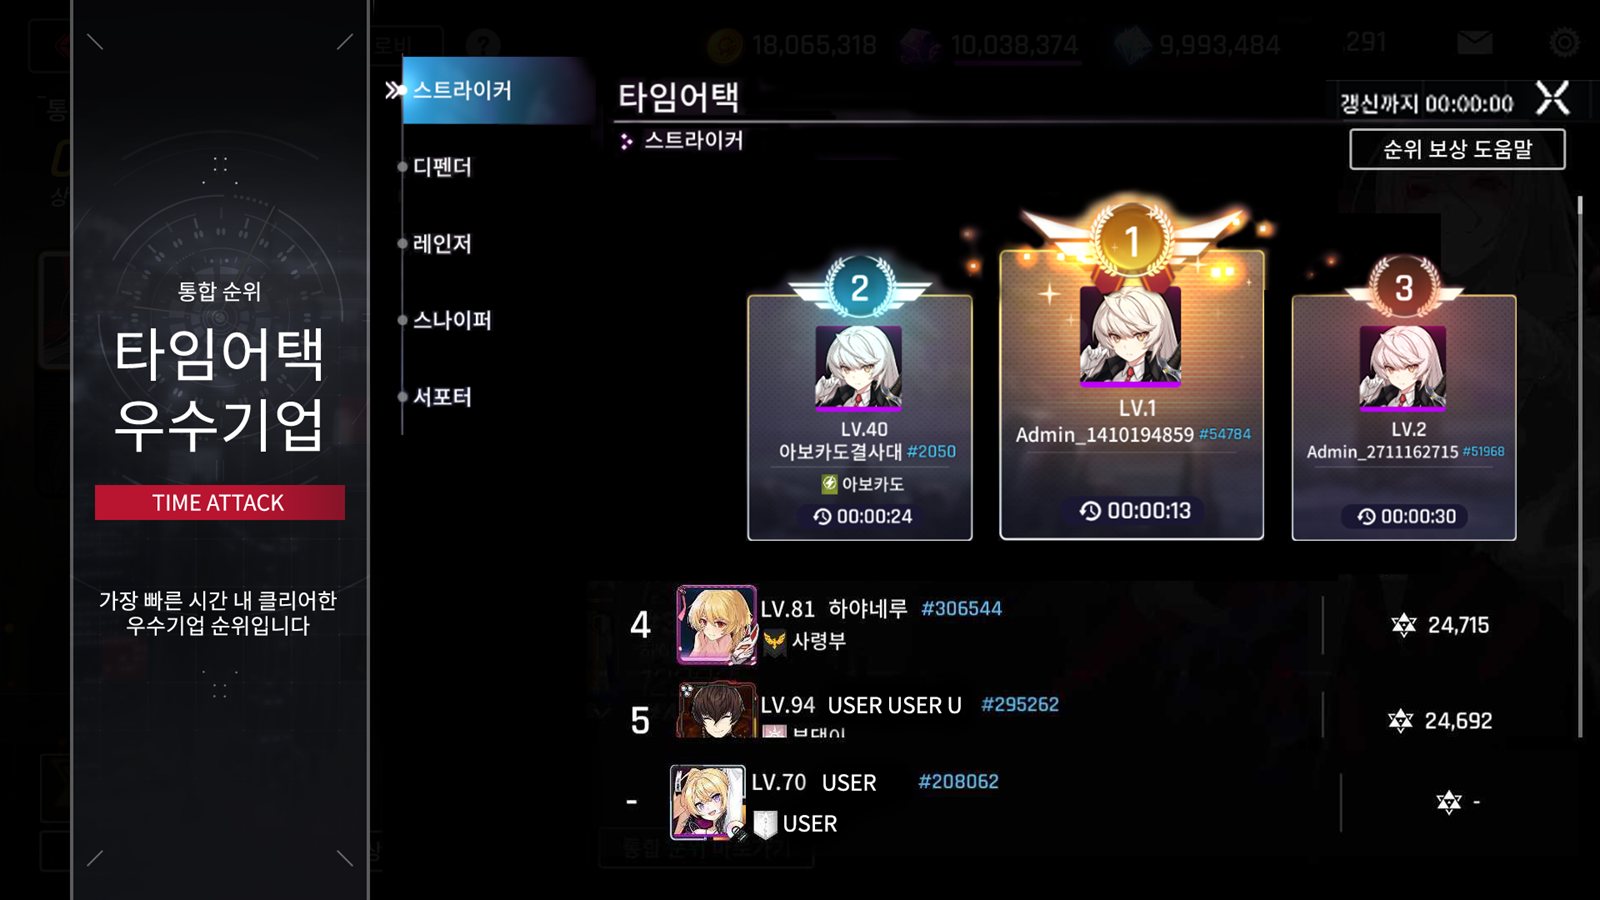 18,065,318
10,038,374
9,993,484
291
로비
?
통합 순위
타임어택
우수기업
TIME ATTACK
가장 빠른 시간 내 클리어한
우수기업 순위입니다
스트라이커
디펜더
레인저
스나이퍼
서포터
타임어택
스트라이커
갱신까지 00:00:00
순위 보상 도움말
2
LV.40
아보카도결사대 #2050
아보카도
00:00:24
1
LV.1
Admin_1410194859 #54784
00:00:13
3
LV.2
Admin_2711162715 #51968
00:00:30
4
LV.81 하야네루 #306544
사령부
24,715
5
LV.94 USER USER U #295262
24,692
-
LV.70 USER #208062
USER
-